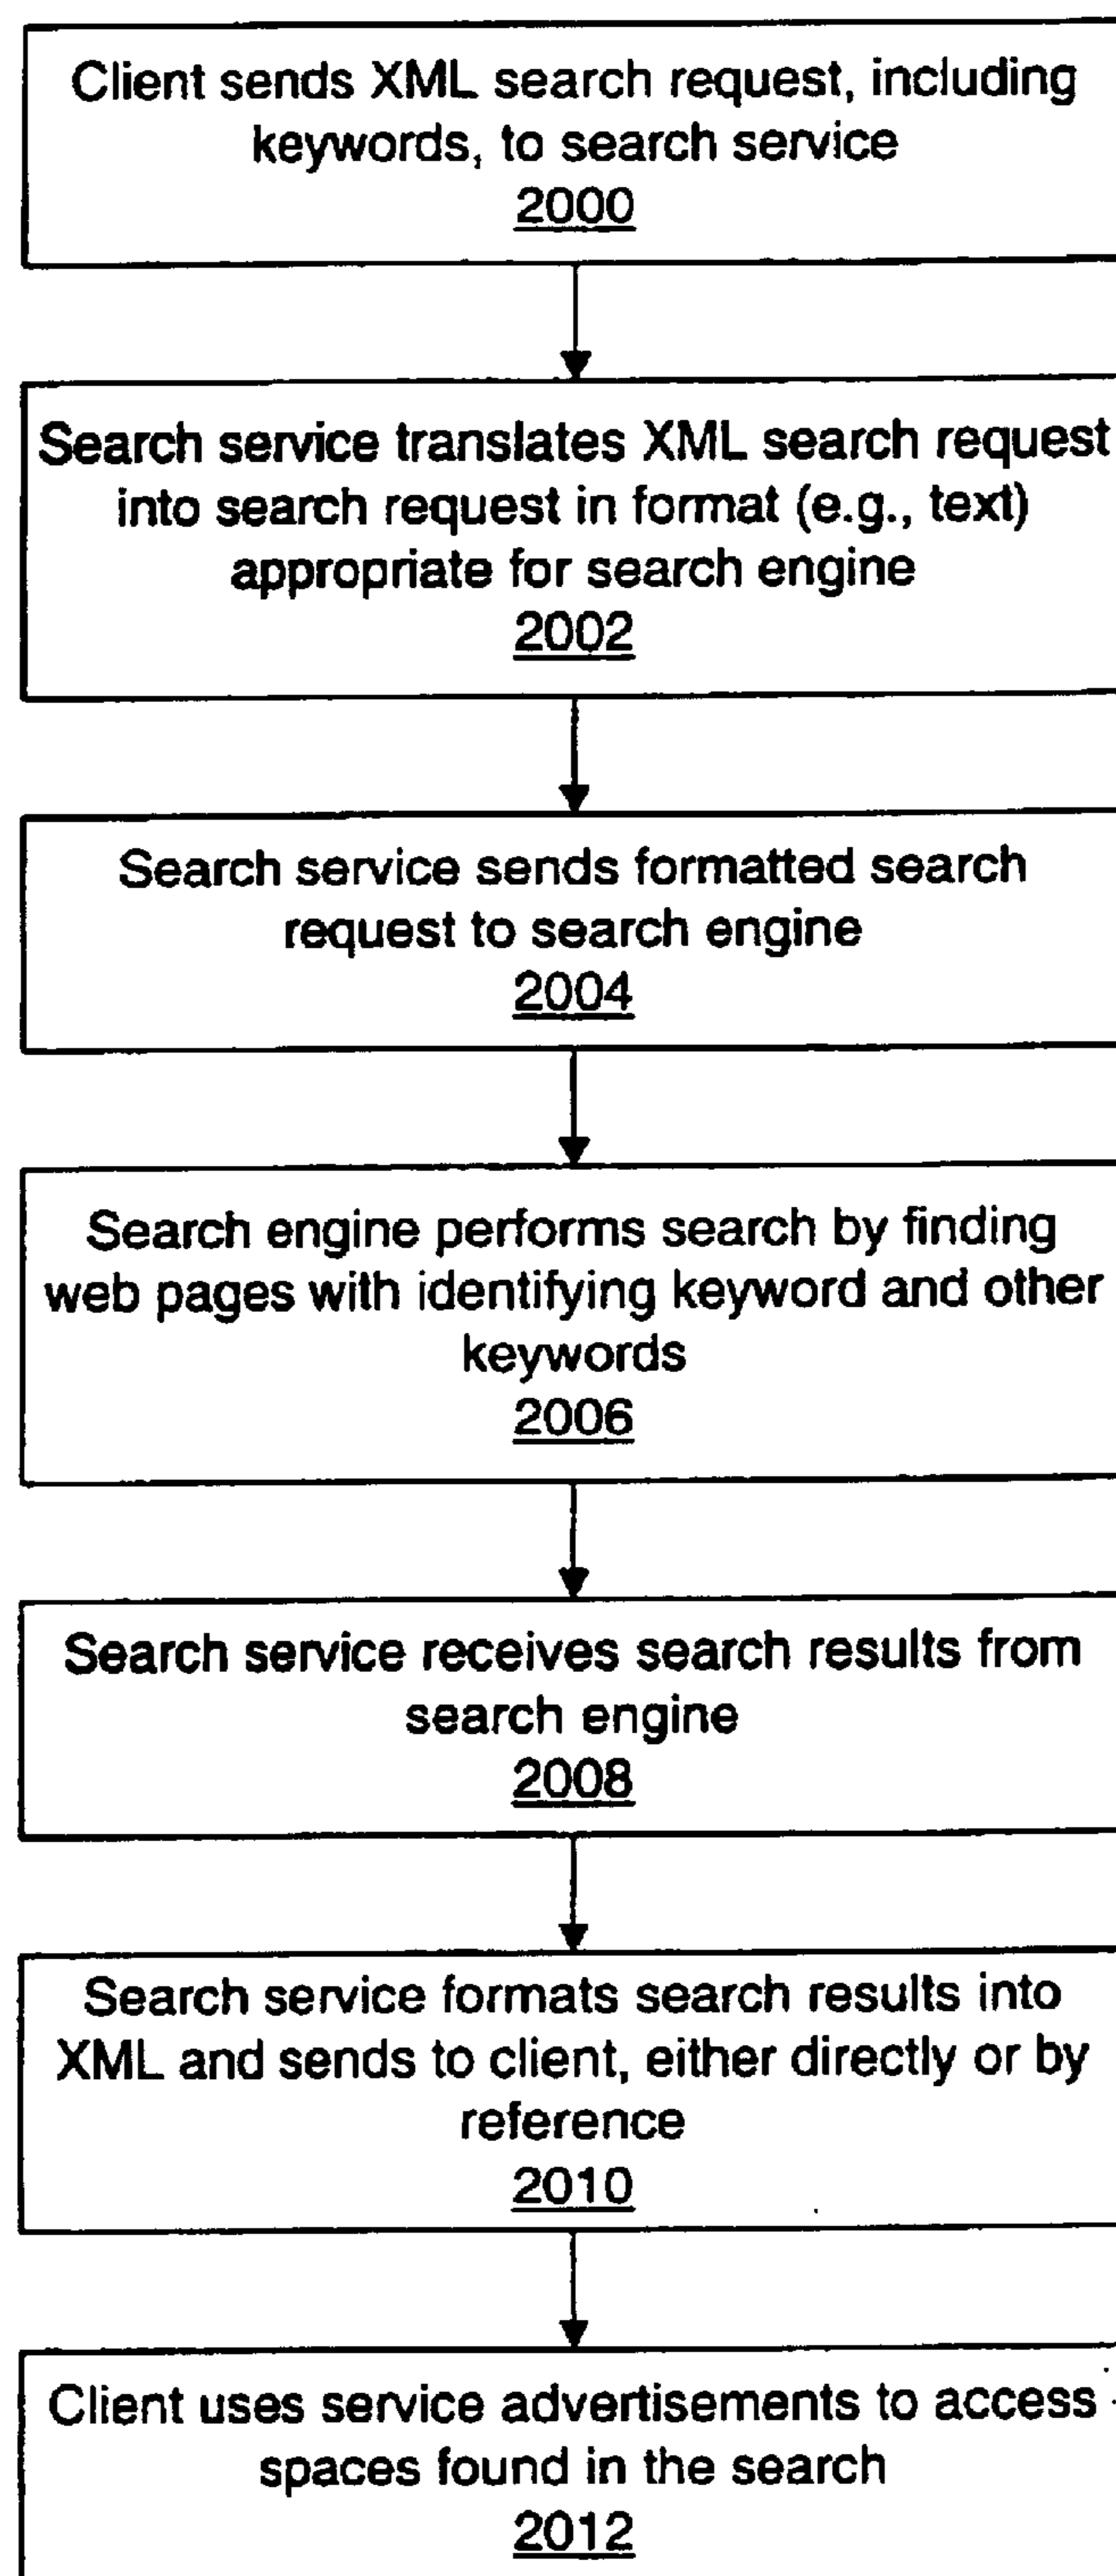 Client sends XML search request, including
keywords, to search service
2000
Search service translates XML search request
into search request in format (e.g., text)
appropriate for search engine
2002
Search service sends formatted search
request to search engine
2004
Search engine performs search by finding
web pages with identifying keyword and other
keywords
2006
Search service receives search results from
search engine
2008
Search service formats search results into
XML and sends to client, either directly or by
reference
2010
Client uses service advertisements to access
spaces found in the search
2012